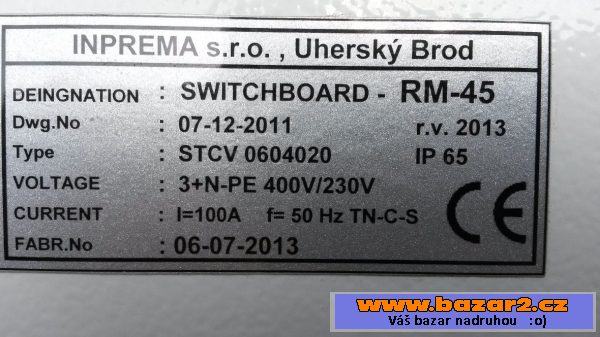 INPREMA s.r.o. , Uherský Brod
DEINGNATION : SWITCHBOARD - RM-45
Dwg.No : 07-12-2011 r.v. 2013
Type : STCV 0604020 IP 65
VOLTAGE : 3+N-PE 400V/230V
CURRENT : I=100A f= 50 Hz TN-C-S
FABR.No : 06-07-2013
CE
www.bazar2.cz
Váš bazar nadruhou :o)